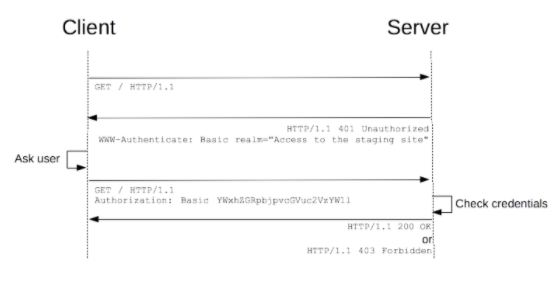 Client
Server
GET / HTTP/1.1
HTTP/1.1 401 Unauthorized
WWW-Authenticate: Basic realm="Access to the staging site"
Ask user
GET / HTTP/1.1
Authorization: Basic YWxhZGRpbjpvcGVuc2VzYW1l
Check credentials
HTTP/1.1 200 OK
or
HTTP/1.1 403 Forbidden